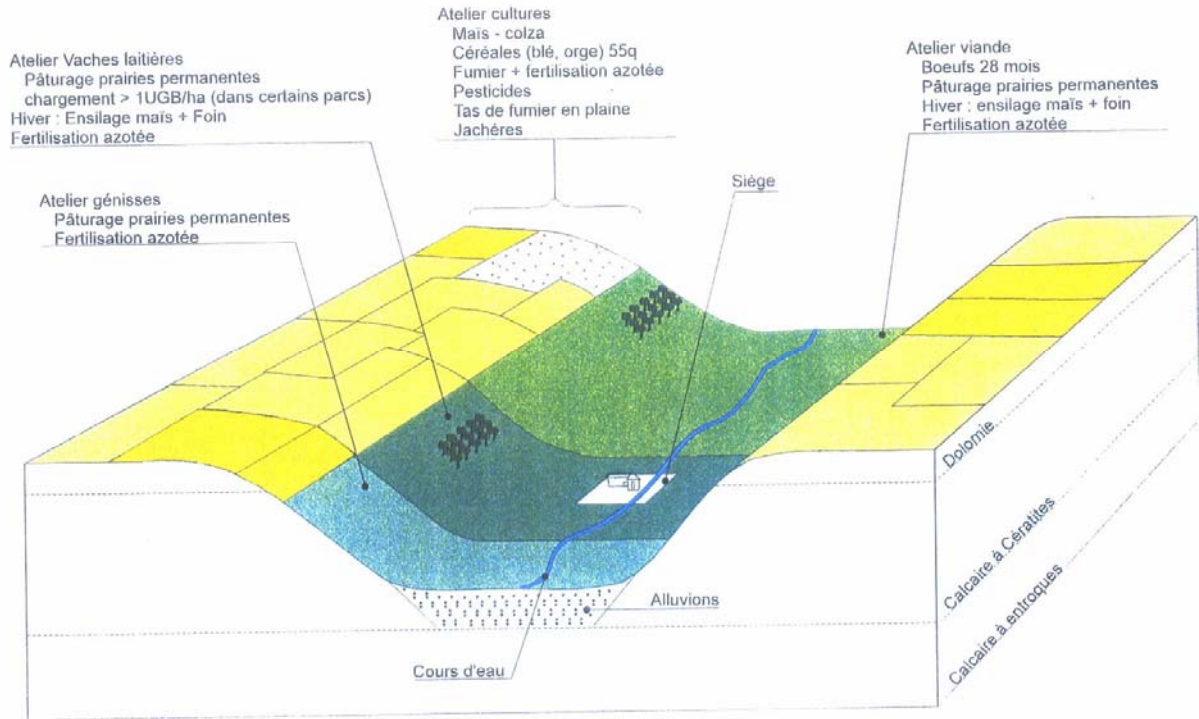 Atelier cultures
Maïs - colza
Céréales (blé, orge) 55q
Fumier + fertilisation azotée
Pesticides
Tas de fumier en plaine
Jachères
Atelier Vaches laitières
Pâturage prairies permanentes
chargement > 1UGB/ha (dans certains parcs)
Hiver : Ensilage maïs + Foin
Fertilisation azotée
Atelier viande
Boeufs 28 mois
Pâturage prairies permanentes
Hiver : ensilage maïs + foin
Fertilisation azotée
Atelier génisses
Pâturage prairies permanentes
Fertilisation azotée
Siège
Dolomie
Calcaire à Cératites
Calcaire à entroques
Alluvions
Cours d'eau